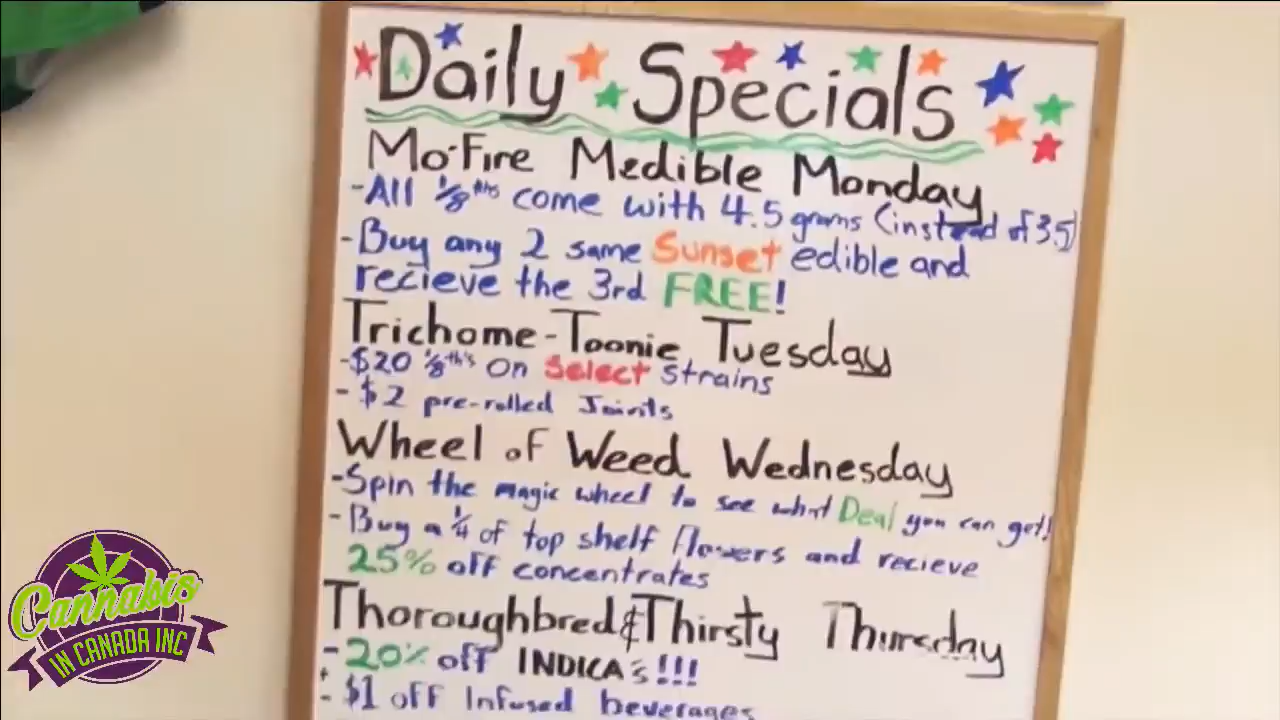 Daily Specials
Mo-Fire Medible Monday
-All 1/8ths come with 4.5 grams (instead of 3.5)
-Buy any 2 same Sunset edible and
recieve the 3rd FREE!
Trichome-Toonie Tuesday
-$20 1/8th's On Select strains
-$2 pre-rolled Joints
Wheel of Weed Wednesday
-Spin the magic wheel to see what Deal you can get!
-Buy a 1/4 of top shelf flowers and recieve
25% off concentrates
Thoroughbred & Thirsty Thursday
-20% off INDICA's!!!
-$1 off Infused beverages
Cannabis
IN CANADA INC